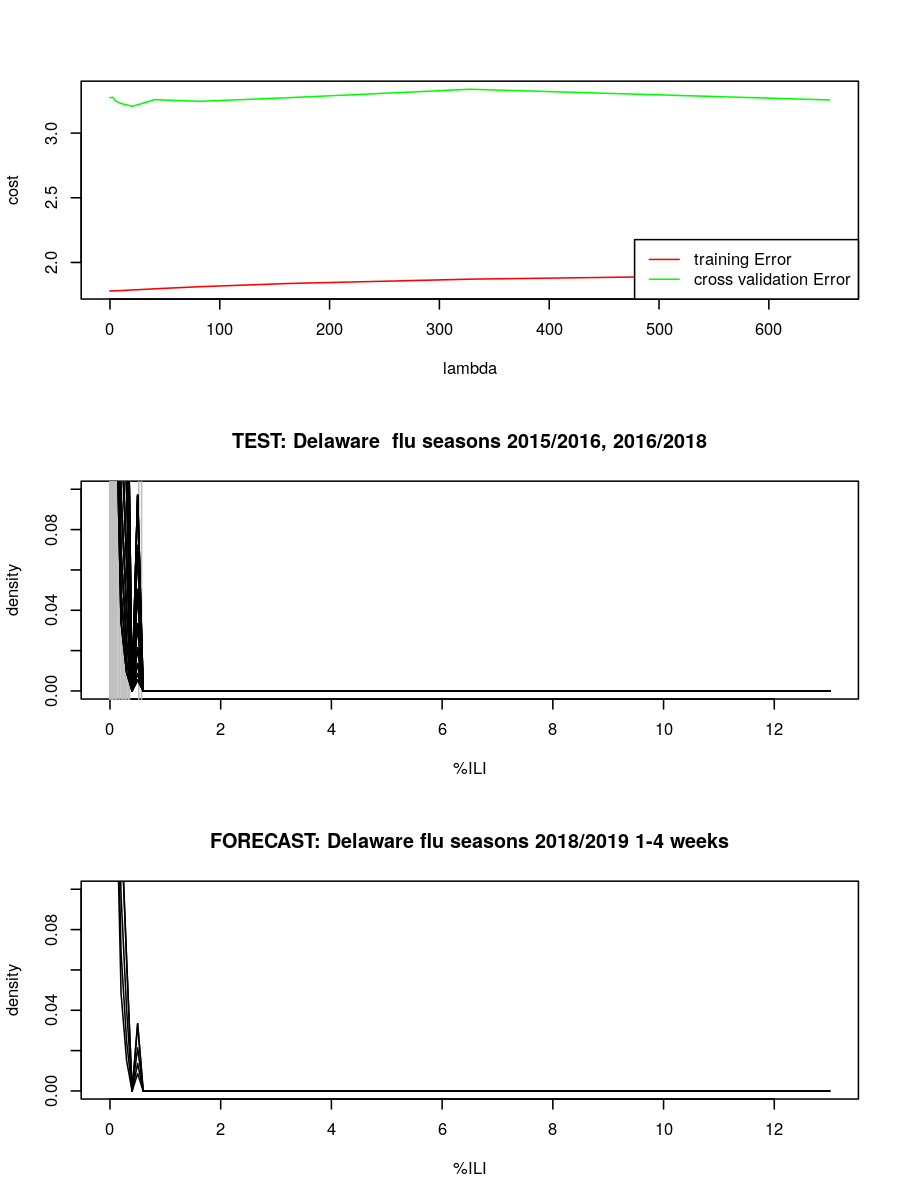 3.0
2.5
2.0
cost
training Error
cross validation Error
0 100 200 300 400 500 600
lambda
TEST: Delaware  flu seasons 2015/2016, 2016/2018
0.08
0.04
0.00
density
0 2 4 6 8 10 12
%ILI
FORECAST: Delaware flu seasons 2018/2019 1-4 weeks
0.08
0.04
0.00
density
0 2 4 6 8 10 12
%ILI